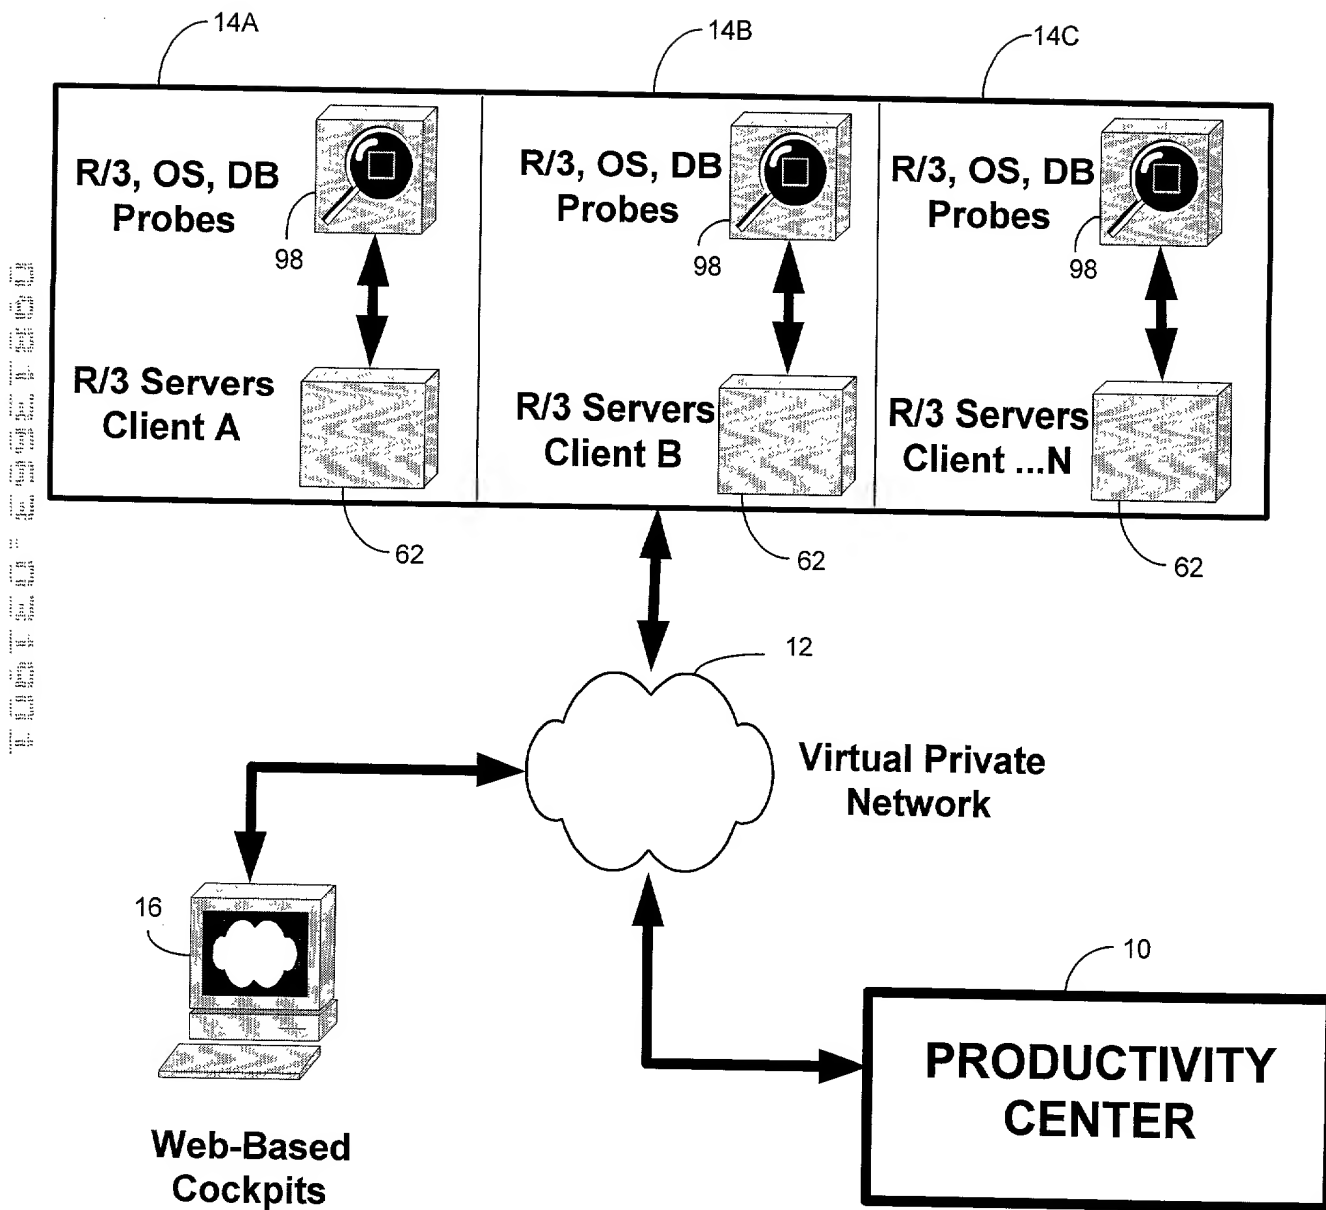 14A
14B
14C
R/3, OS, DB
Probes
98
R/3, OS, DB
Probes
98
R/3, OS, DB
Probes
98
R/3 Servers
Client A
62
R/3 Servers
Client B
62
R/3 Servers
Client ...N
62
12
Virtual Private
Network
16
Web-Based
Cockpits
10
PRODUCTIVITY
CENTER